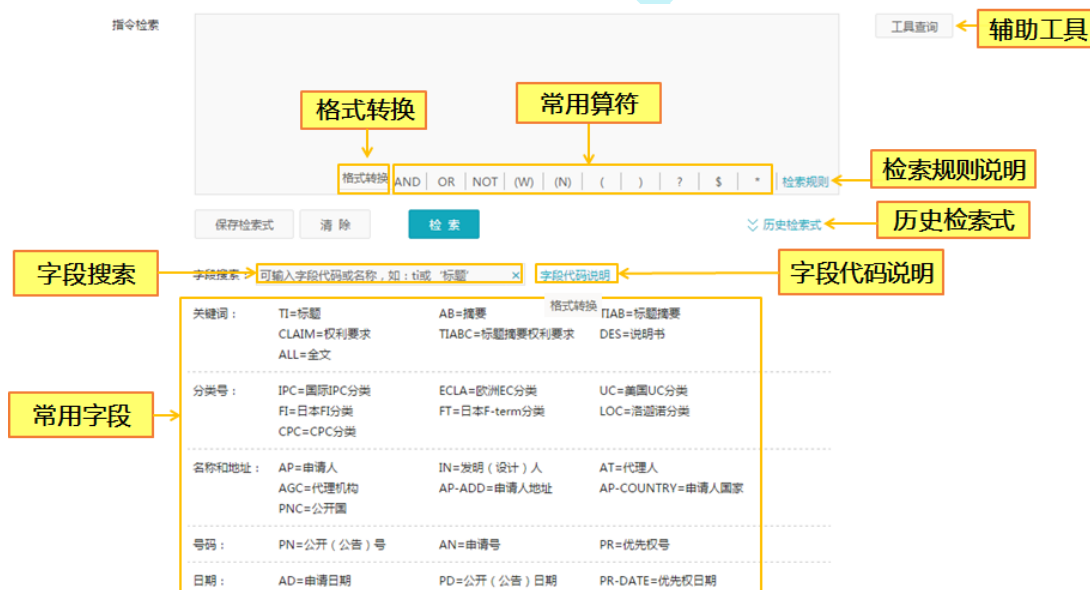 指令检索
工具查询
辅助工具
格式转换
常用算符
格式转换 AND OR NOT (W) (N) ( ) ? $ * 检索规则
检索规则说明
保存检索式 清 除 检 索 历史检索式
历史检索式
字段搜索
字段搜索： 可输入字段代码或名称，如：ti或‘标题’ × 字段代码说明
字段代码说明
格式转换
关键词： TI=标题 AB=摘要 TIAB=标题摘要
CLAIM=权利要求 TIABC=标题摘要权利要求 DES=说明书
ALL=全文
常用字段
分类号： IPC=国际IPC分类 ECLA=欧洲EC分类 UC=美国UC分类
FI=日本FI分类 FT=日本F-term分类 LOC=洛迦诺分类
CPC=CPC分类
名称和地址： AP=申请人 IN=发明（设计）人 AT=代理人
AGC=代理机构 AP-ADD=申请人地址 AP-COUNTRY=申请人国家
PNC=公开国
号码： PN=公开（公告）号 AN=申请号 PR=优先权号
日期： AD=申请日期 PD=公开（公告）日期 PR-DATE=优先权日期